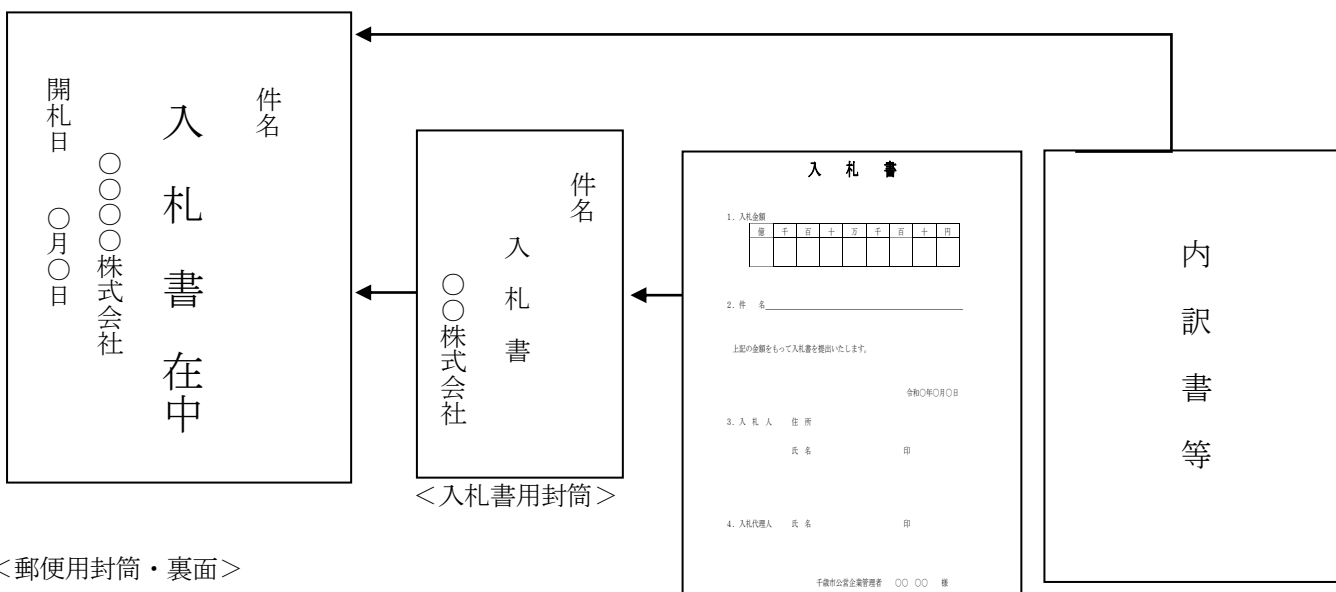 件名
入札書在中
〇〇〇〇株式会社
開札日 〇月〇日
<郵便用封筒・裏面>
件名
入札書
〇〇株式会社
<入札書用封筒>
入札書
1. 入札金額
億 千 百 十 万 千 百 十 円
2. 件 名
上記の金額をもって入札書を提出いたします。
令和〇年〇月〇日
3. 入 札 人 住 所
氏 名 印
4. 入札代理人 氏 名 印
千歳市公営企業管理者 〇〇 〇〇 様
内訳書等